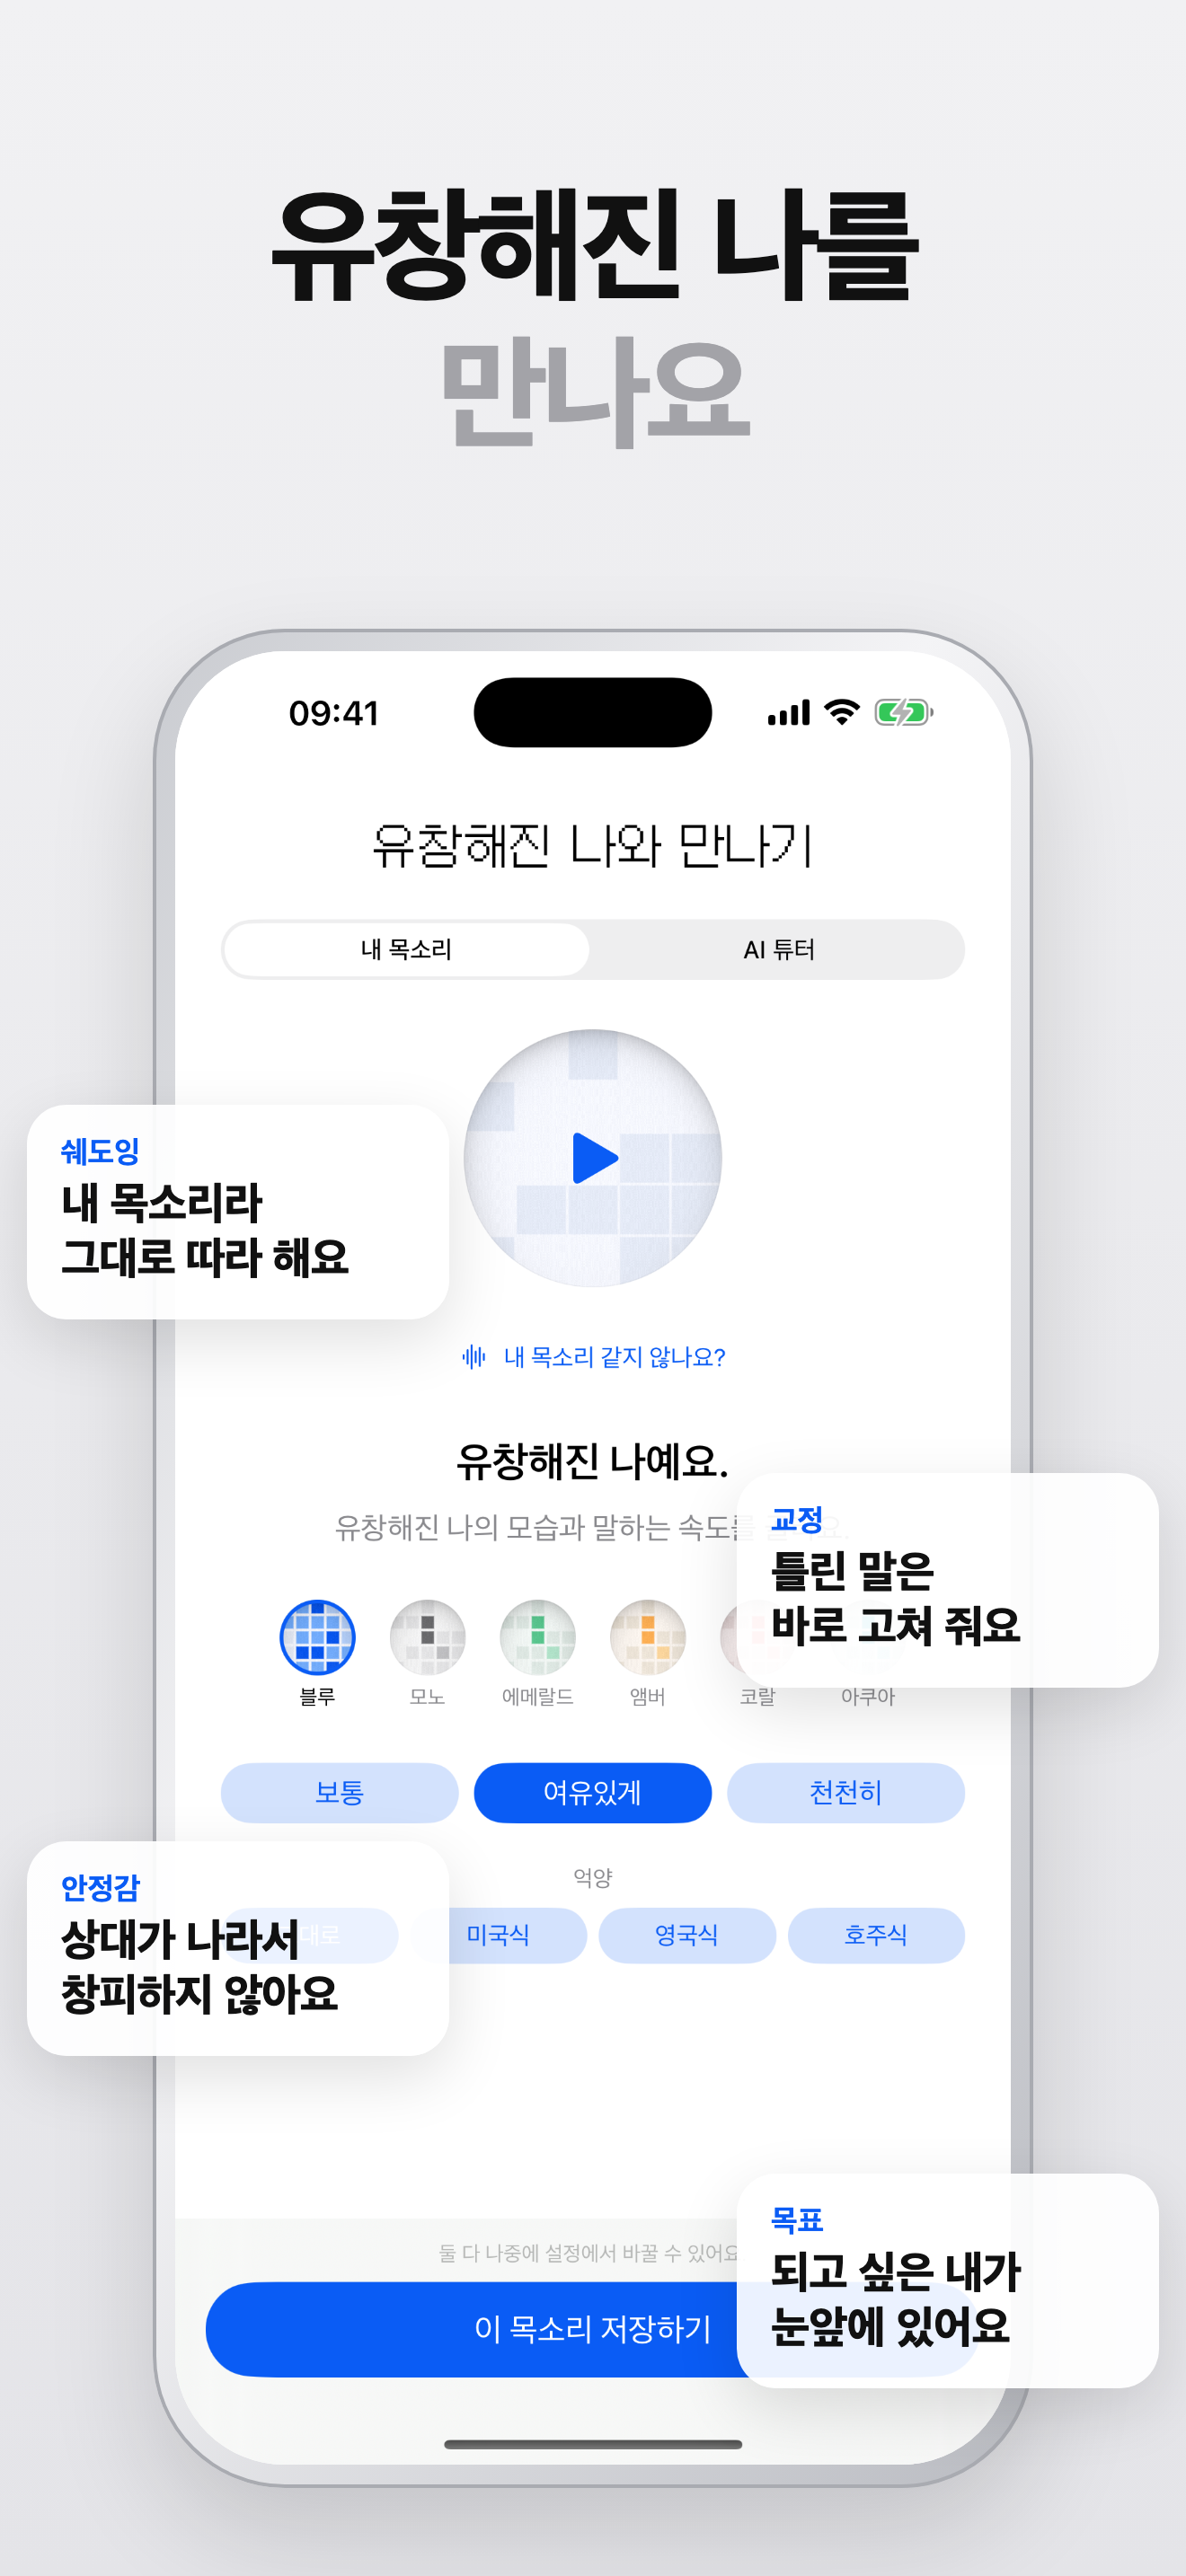 유창해진 나를
만나요
09:41
유창해진 나와 만나기
내 목소리
AI 튜터
쉐도잉
내 목소리라
그대로 따라 해요
내 목소리 같지 않나요?
유창해진 나예요.
유창해진 나의 모습과 말하는 속도를
교정
틀린 말은
바로 고쳐 줘요
블루
모노
에메랄드
앰버
코랄
아쿠아
보통
여유있게
천천히
안정감
상대가 나라서
창피하지 않아요
억양
미국식
영국식
호주식
목표
되고 싶은 내가
눈앞에 있어요
둘 다 나중에 설정에서 바꿀 수 있어요
이 목소리 저장하기